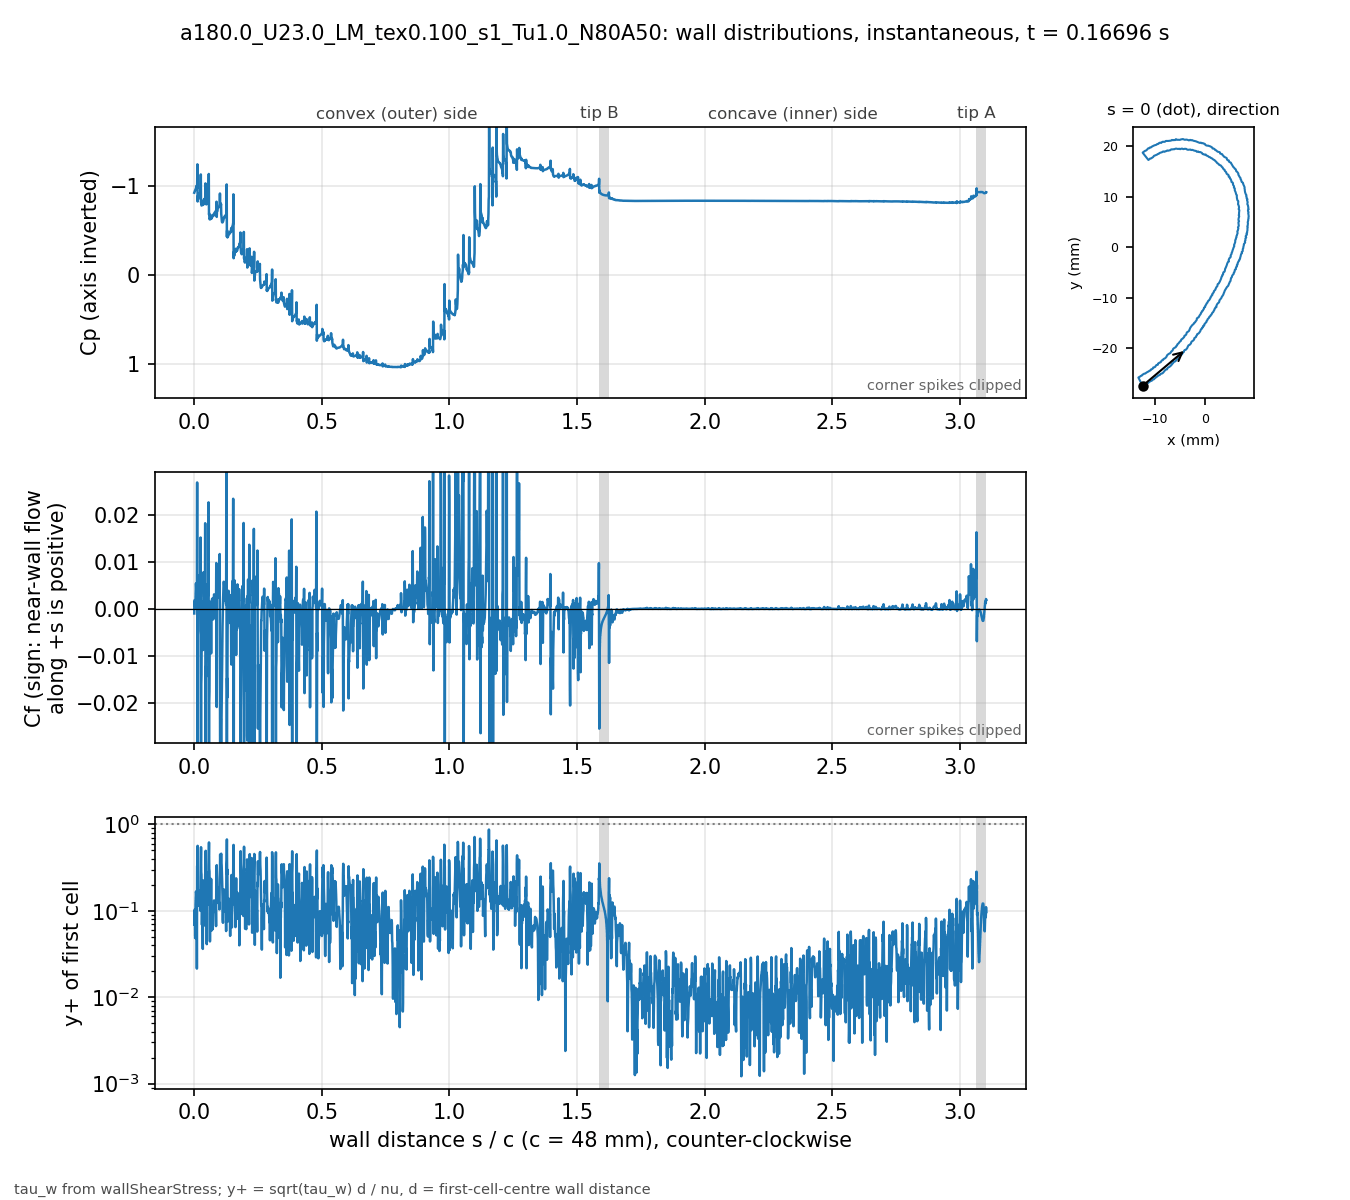 a180.0_U23.0_LM_tex0.100_s1_Tu1.0_N80A50: wall distributions, instantaneous, t = 0.16696 s
convex (outer) side
tip B
concave (inner) side
tip A
s = 0 (dot), direction
Cp (axis inverted)
−1
0
1
corner spikes clipped
0.0 0.5 1.0 1.5 2.0 2.5 3.0
y (mm)
20
10
0
−10
−20
−10 0
x (mm)
Cf (sign: near-wall flow
along +s is positive)
0.02
0.01
0.00
−0.01
−0.02
corner spikes clipped
0.0 0.5 1.0 1.5 2.0 2.5 3.0
y+ of first cell
10⁰
10⁻¹
10⁻²
10⁻³
0.0 0.5 1.0 1.5 2.0 2.5 3.0
wall distance s / c (c = 48 mm), counter-clockwise
tau_w from wallShearStress; y+ = sqrt(tau_w) d / nu, d = first-cell-centre wall distance